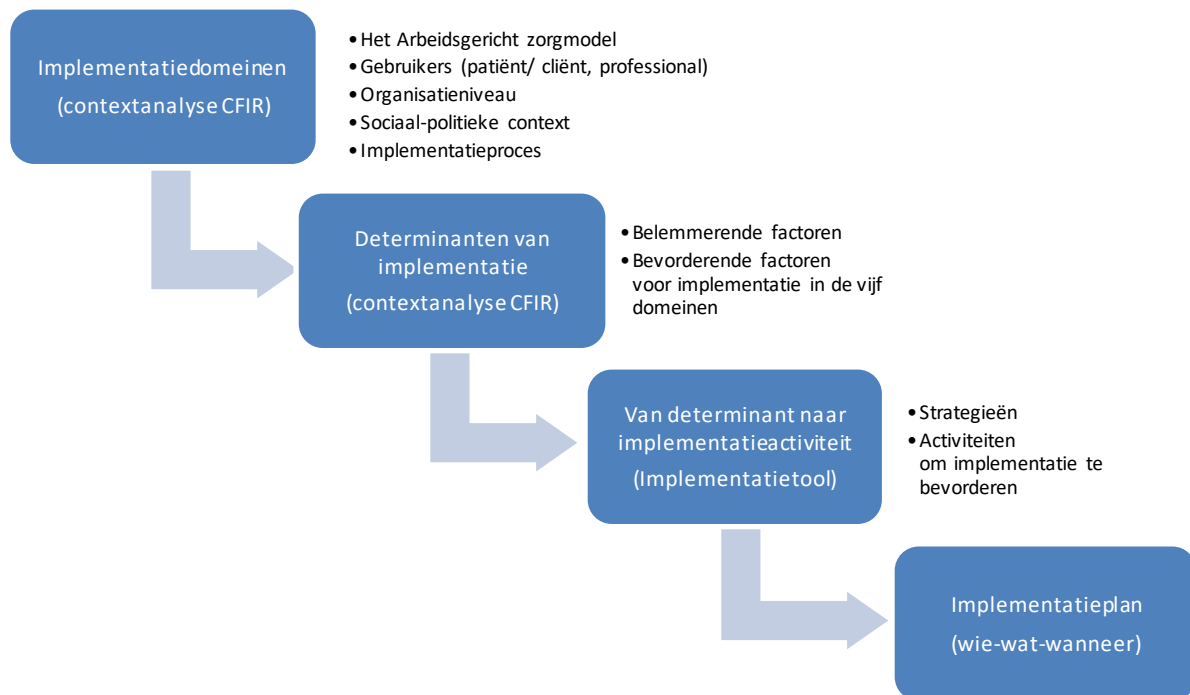 Implementatiedomeinen
(contextanalyse CFIR)
• Het Arbeidsgericht zorgmodel
• Gebruikers (patiënt/ cliënt, professional)
• Organisatieniveau
• Sociaal-politieke context
• Implementatieproces
Determinanten van
implementatie
(contextanalyse CFIR)
• Belemmerende factoren
• Bevorderende factoren
voor implementatie in de vijf
domeinen
Van determinant naar
implementatieactiviteit
(Implementatietool)
• Strategieën
• Activiteiten
om implementatie te
bevorderen
Implementatieplan
(wie-wat-wanneer)